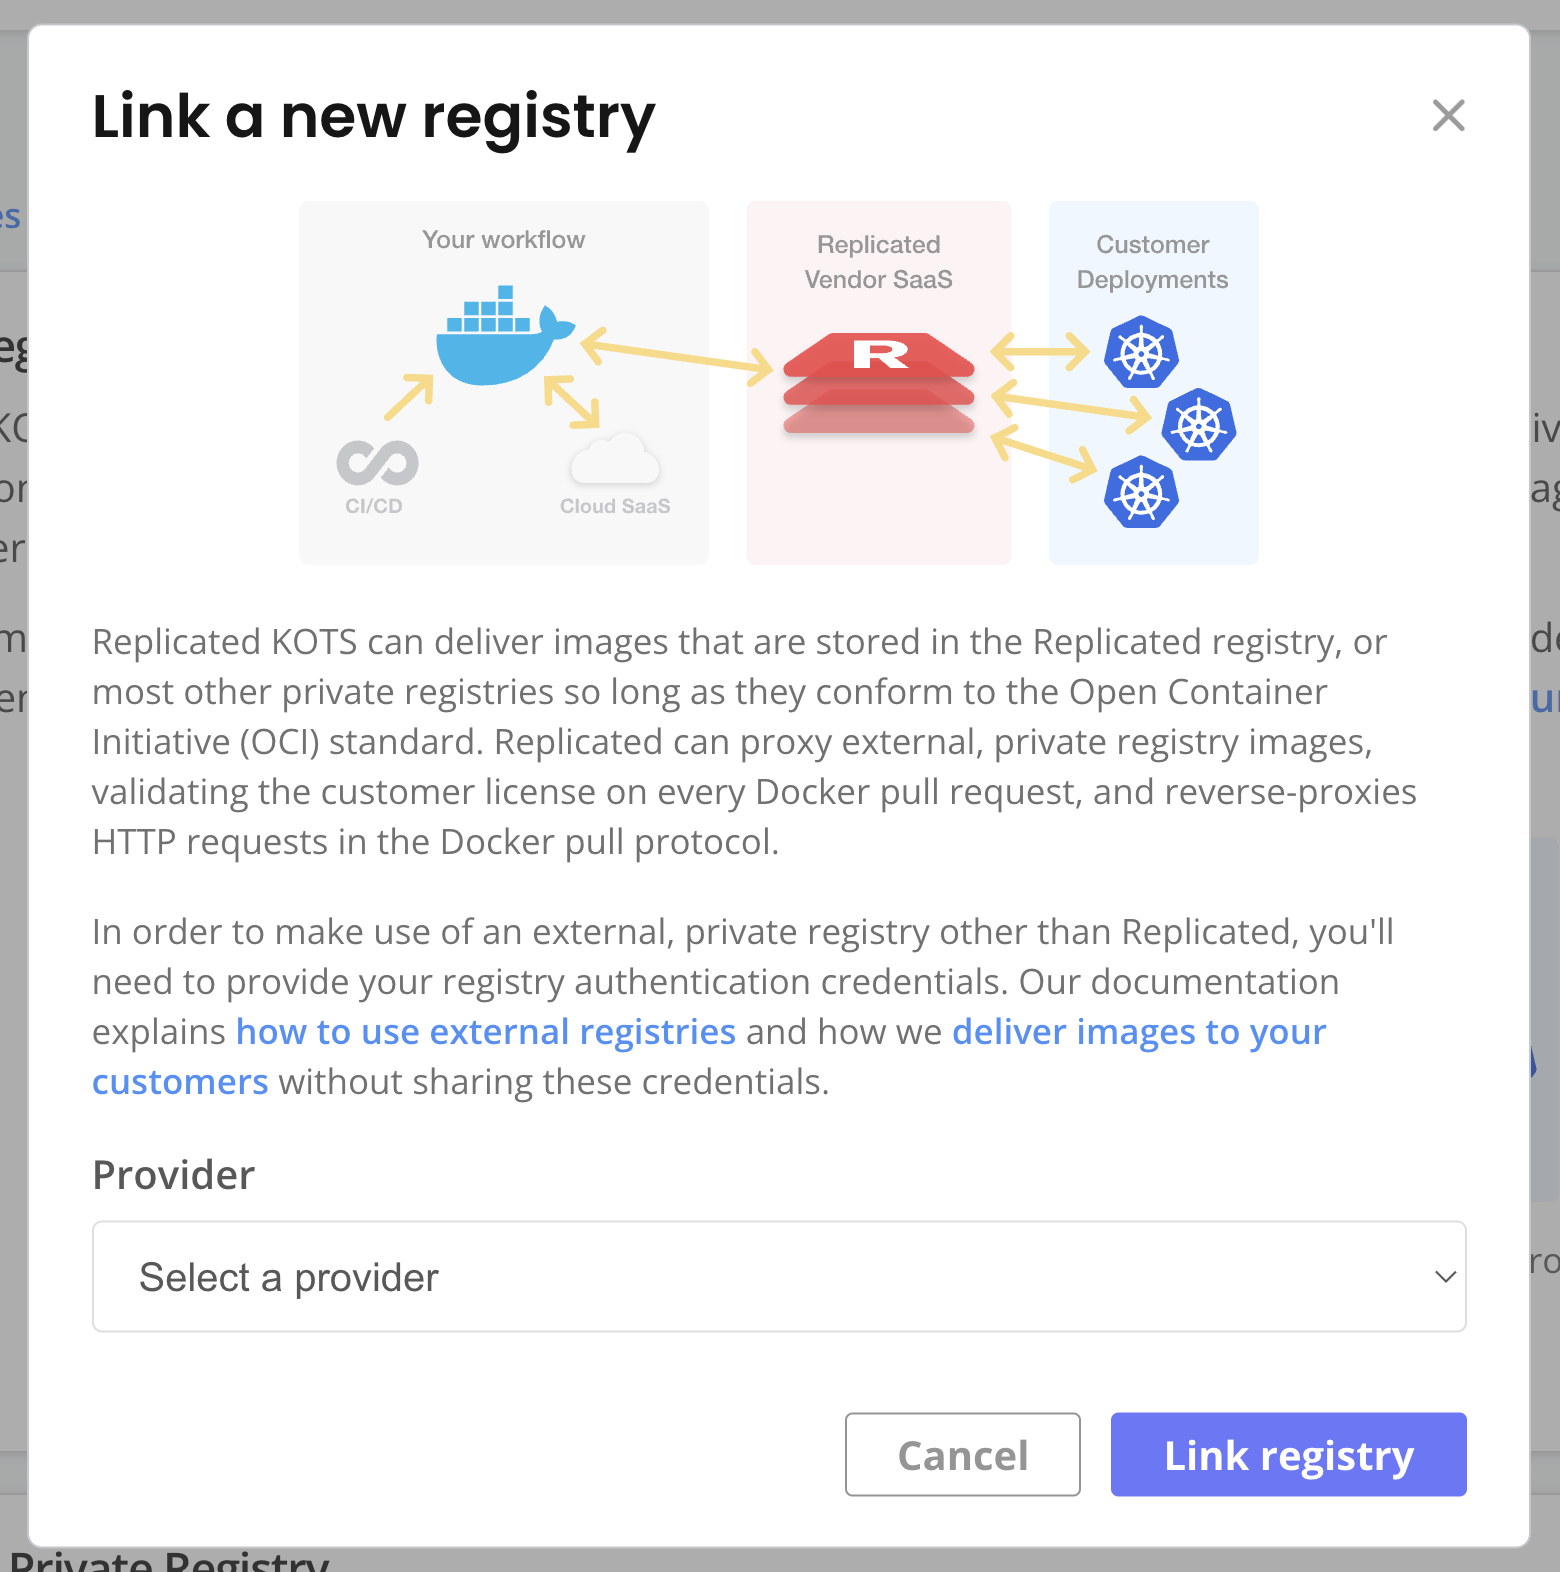 Link a new registry
Your workflow
Replicated
Vendor SaaS
Customer
Deployments
R
CI/CD
Cloud SaaS
Replicated KOTS can deliver images that are stored in the Replicated registry, or
most other private registries so long as they conform to the Open Container
Initiative (OCI) standard. Replicated can proxy external, private registry images,
validating the customer license on every Docker pull request, and reverse-proxies
HTTP requests in the Docker pull protocol.
In order to make use of an external, private registry other than Replicated, you'll
need to provide your registry authentication credentials. Our documentation
explains how to use external registries and how we deliver images to your
customers without sharing these credentials.
Provider
Select a provider
Cancel
Link registry
Private Registry